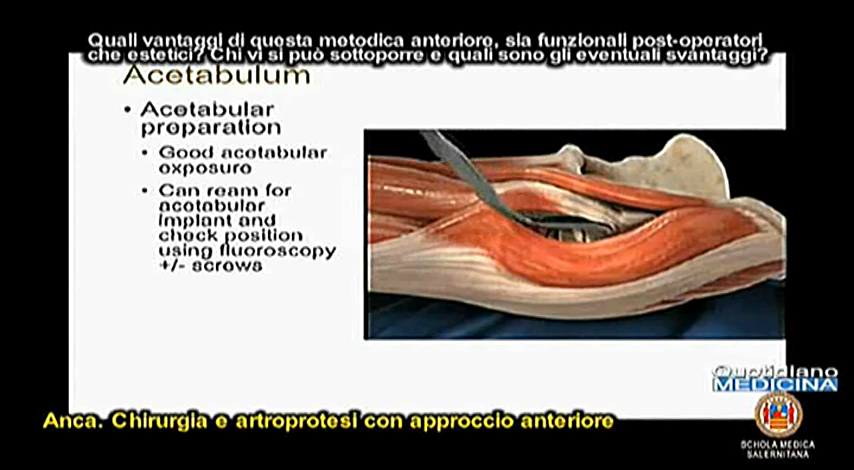 Quali vantaggi di questa metodica anteriore, sia funzionali post-operatori
che estetici? Chi vi si può sottoporre e quali sono gli eventuali svantaggi?
Acetabulum
• Acetabular
preparation
• Good acetabular
exposure
• Can ream for
acetabular
implant and
check position
using fluoroscopy
+/- screws
Quotidiano
MEDICINA
Anca. Chirurgia e artroprotesi con approccio anteriore
SCHOLA MEDICA
SALERNITANA